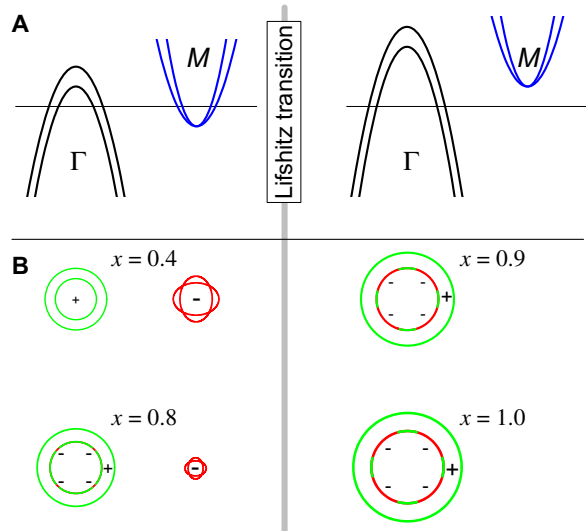 A
M
Γ
Lifshitz transition
M
Γ
B
x = 0.4
+
-
x = 0.9
- -
+
- -
x = 0.8
- -
+
-
x = 1.0
- -
+
- -